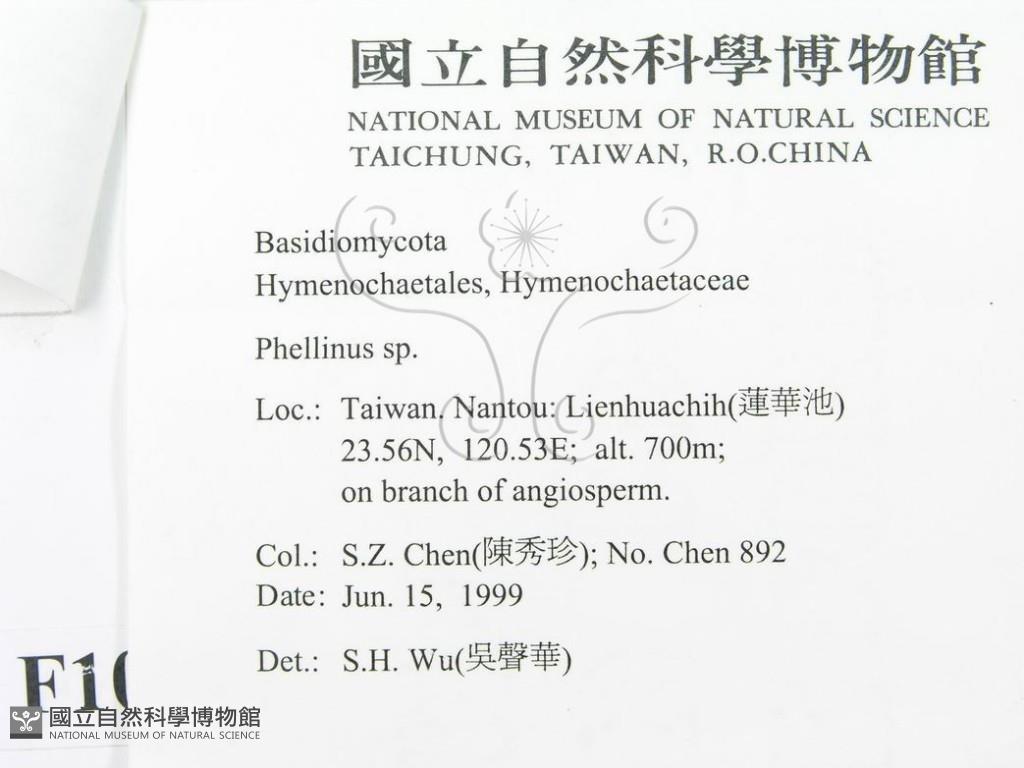 國立自然科學博物館
NATIONAL MUSEUM OF NATURAL SCIENCE
TAICHUNG, TAIWAN, R.O.CHINA
Basidiomycota
Hymenochaetales, Hymenochaetaceae
Phellinus sp.
Loc.: Taiwan. Nantou: Lienhuachih(蓮華池)
23.56N, 120.53E; alt. 700m;
on branch of angiosperm.
Col.: S.Z. Chen(陳秀珍); No. Chen 892
Date: Jun. 15, 1999
Det.: S.H. Wu(吳聲華)
F10
國立自然科學博物館
NATIONAL MUSEUM OF NATURAL SCIENCE